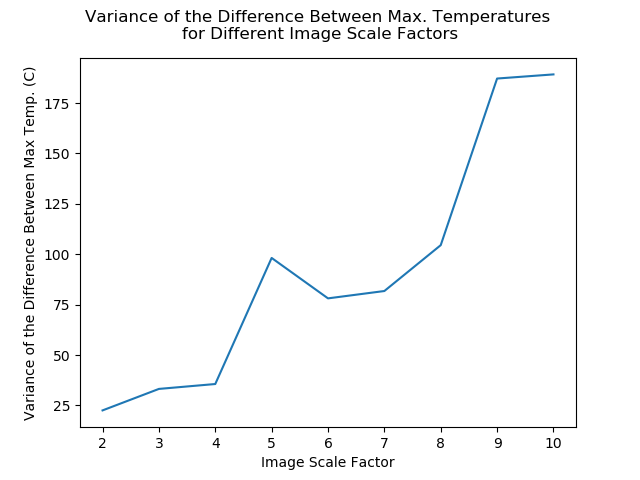 Variance of the Difference Between Max. Temperatures
for Different Image Scale Factors
Variance of the Difference Between Max Temp. (C)
175
150
125
100
75
50
25
2 3 4 5 6 7 8 9 10
Image Scale Factor